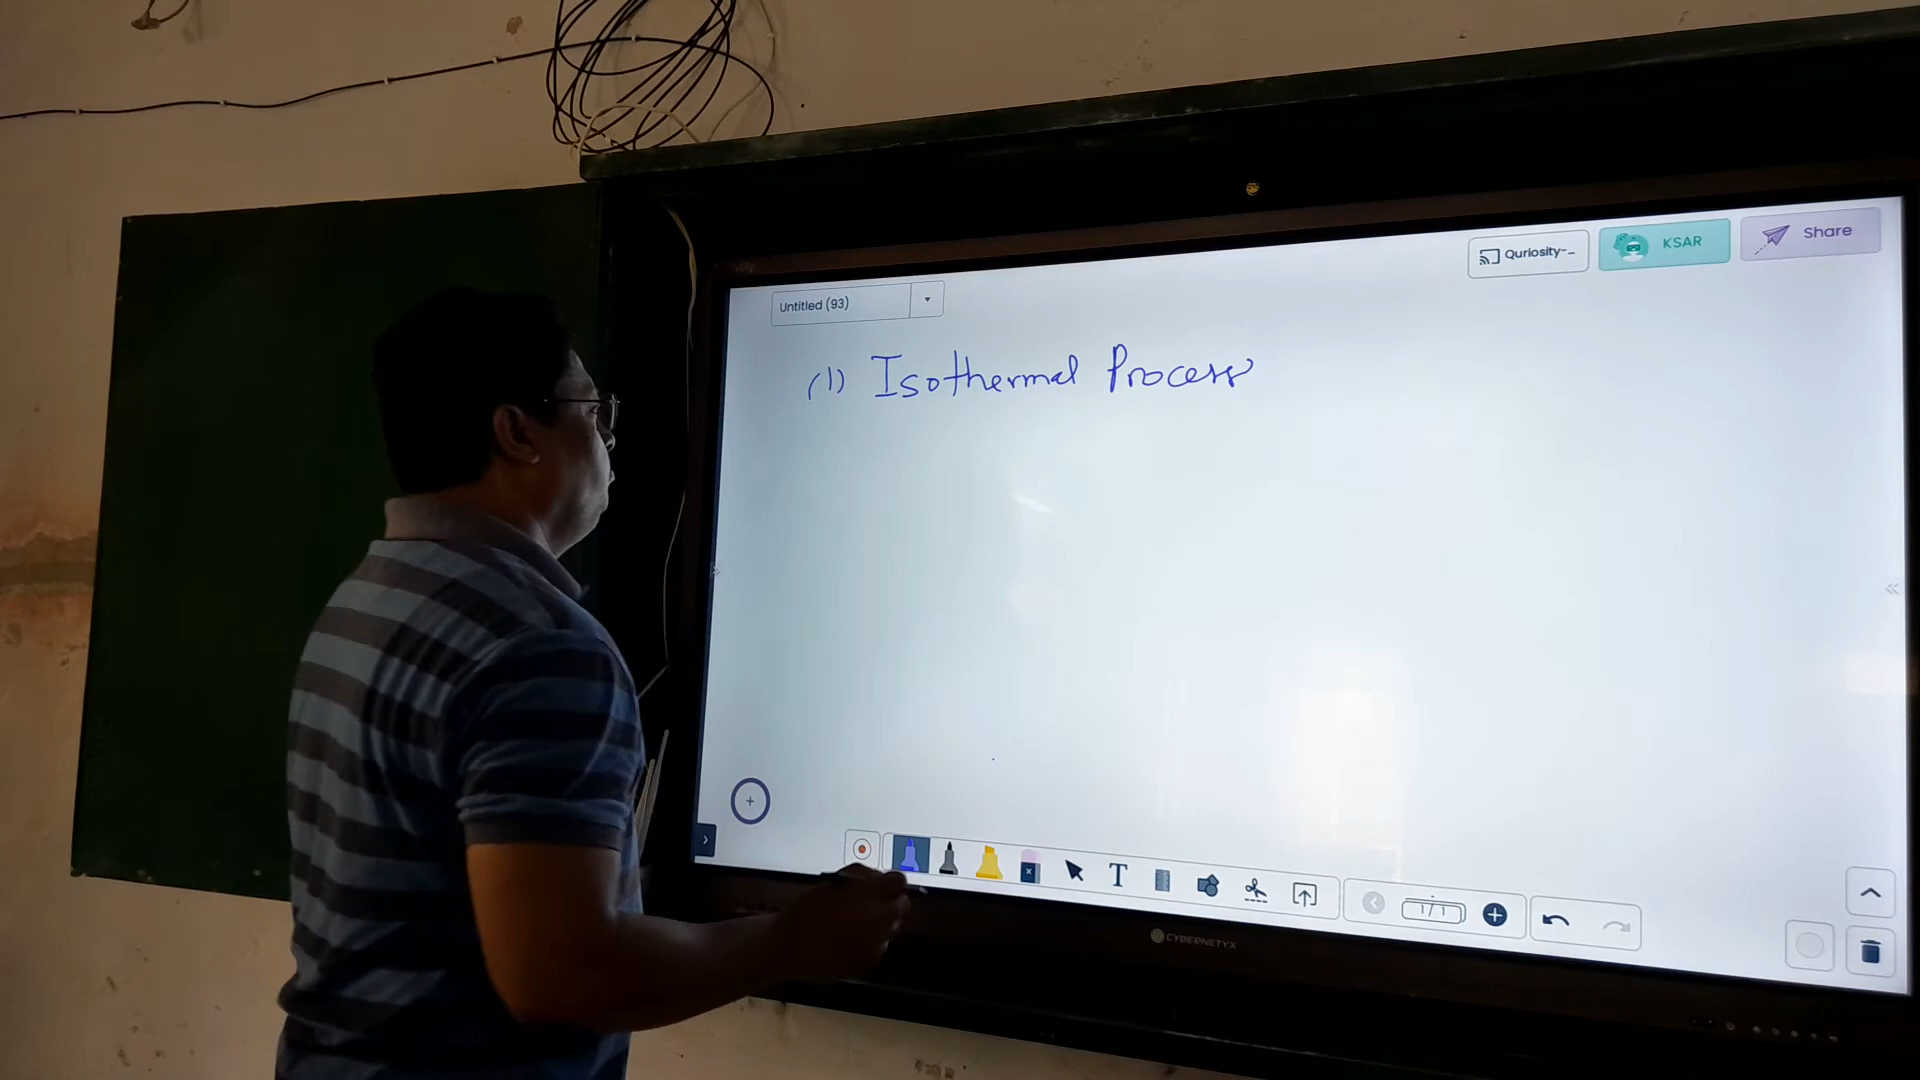 Quriosity-_
KSAR
Share
Untitled (93)
(1) Isothermal Process
T
1/1
CYBERNETYX